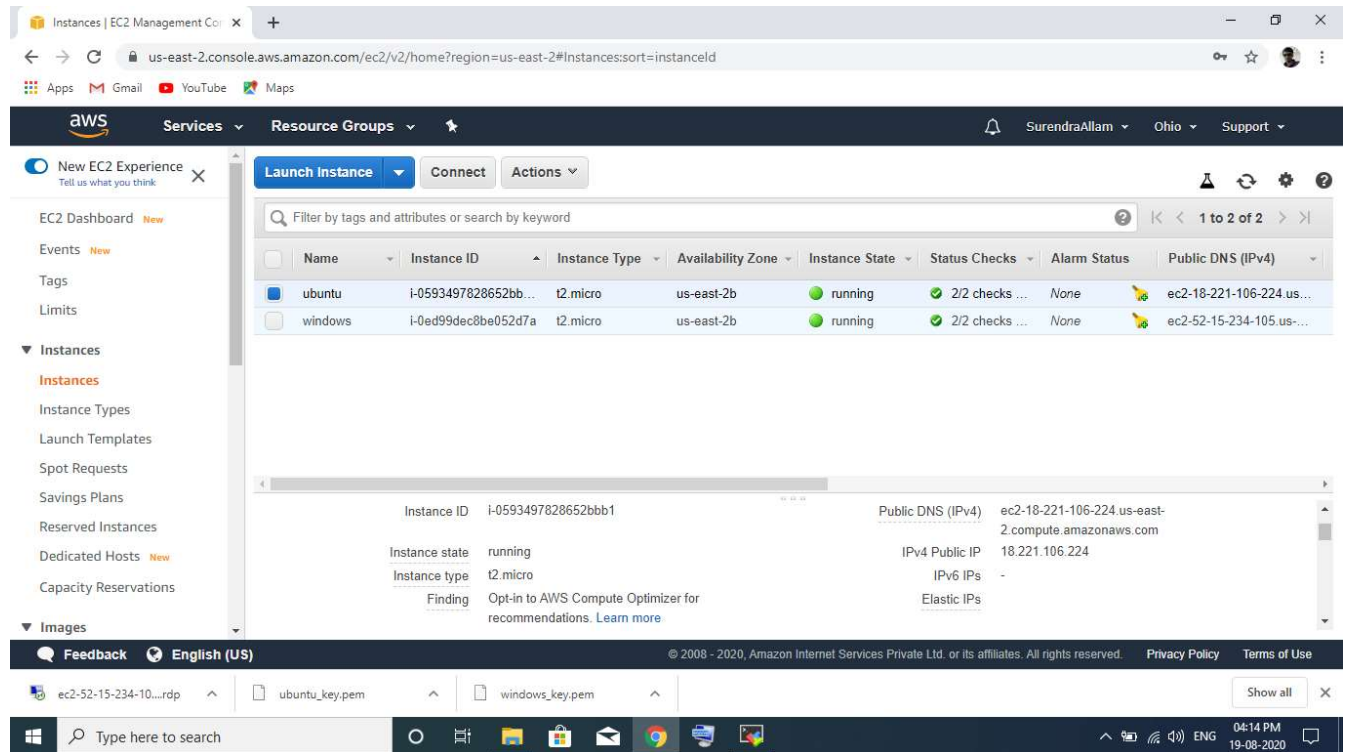 Instances | EC2 Management Co
us-east-2.console.aws.amazon.com/ec2/v2/home?region=us-east-2#Instances:sort=instanceId
Apps Gmail YouTube Maps
aws Services Resource Groups SurendraAllam Ohio Support
New EC2 Experience
Tell us what you think
EC2 Dashboard New
Events New
Tags
Limits
Instances
Instances
Instance Types
Launch Templates
Spot Requests
Savings Plans
Reserved Instances
Dedicated Hosts New
Capacity Reservations
Images
Launch Instance Connect Actions
Filter by tags and attributes or search by keyword 1 to 2 of 2
Name Instance ID Instance Type Availability Zone Instance State Status Checks Alarm Status Public DNS (IPv4)
ubuntu i-0593497828652bb... t2.micro us-east-2b running 2/2 checks ... None ec2-18-221-106-224.us...
windows i-0ed99dec8be052d7a t2.micro us-east-2b running 2/2 checks ... None ec2-52-15-234-105.us-...
Instance ID i-0593497828652bbb1
Instance state running
Instance type t2.micro
Finding Opt-in to AWS Compute Optimizer for
recommendations. Learn more
Public DNS (IPv4) ec2-18-221-106-224.us-east-
2.compute.amazonaws.com
IPv4 Public IP 18.221.106.224
IPv6 IPs -
Elastic IPs
Feedback English (US) © 2008 - 2020, Amazon Internet Services Private Ltd. or its affiliates. All rights reserved. Privacy Policy Terms of Use
ec2-52-15-234-10....rdp ubuntu_key.pem windows_key.pem Show all
Type here to search ENG 04:14 PM
19-08-2020